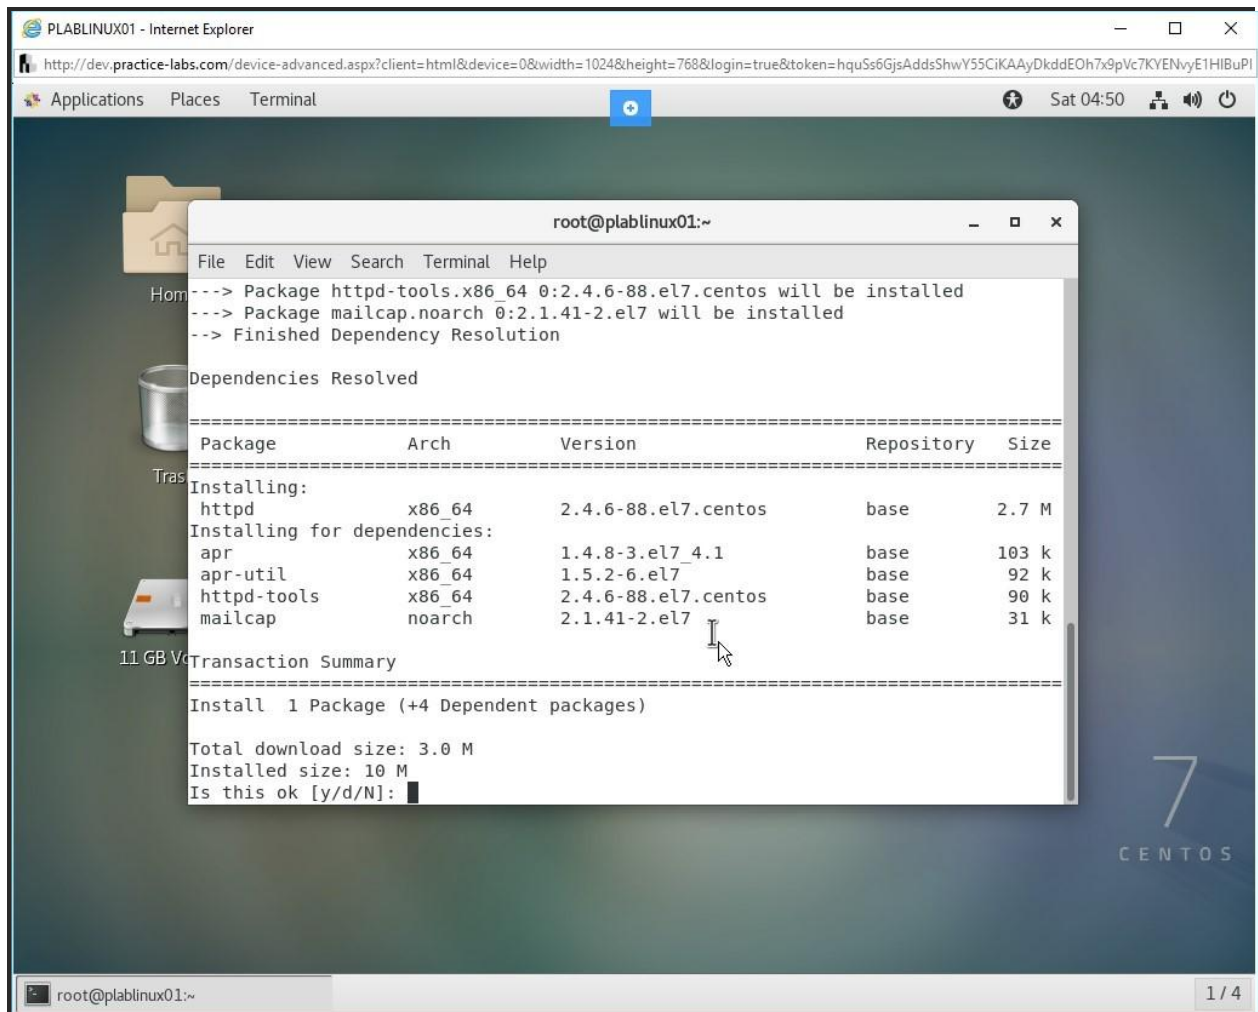 PLABLINUX01 - Internet Explorer
http://dev.practice-labs.com/device-advanced.aspx?client=html&device=0&width=1024&height=768&login=true&token=hquSs6GjsAddsShwY55CiKAAyDkddEOh7x9pVc7KYENvyE1HIBuPl
Applications Places Terminal Sat 04:50
root@plablinux01:~
File Edit View Search Terminal Help
Hom
---> Package httpd-tools.x86_64 0:2.4.6-88.el7.centos will be installed
---> Package mailcap.noarch 0:2.1.41-2.el7 will be installed
--> Finished Dependency Resolution
Dependencies Resolved
================================================================================
Package Arch Version Repository Size
================================================================================
Tras
Installing:
httpd x86_64 2.4.6-88.el7.centos base 2.7 M
Installing for dependencies:
apr x86_64 1.4.8-3.el7_4.1 base 103 k
apr-util x86_64 1.5.2-6.el7 base 92 k
httpd-tools x86_64 2.4.6-88.el7.centos base 90 k
mailcap noarch 2.1.41-2.el7 base 31 k
11 GB Vo
Transaction Summary
================================================================================
Install 1 Package (+4 Dependent packages)
Total download size: 3.0 M
Installed size: 10 M
Is this ok [y/d/N]:
7
CENTOS
root@plablinux01:~
1 / 4